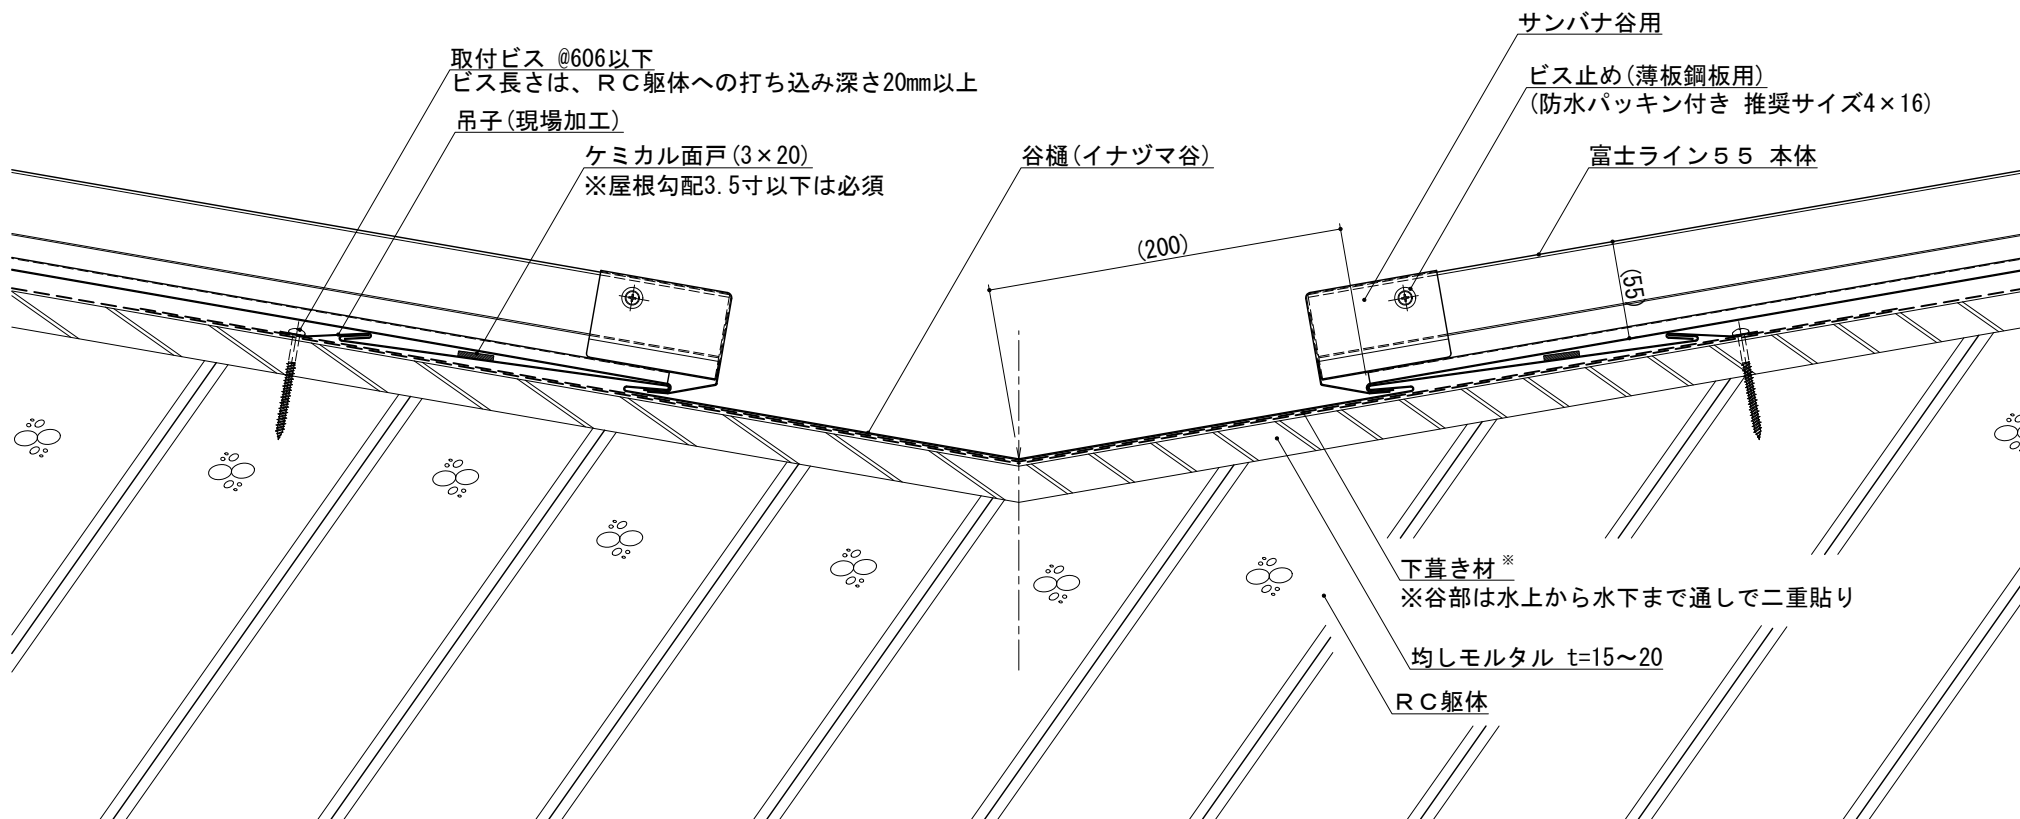 サンバナ谷用
取付ビス @606以下
ビス長さは、ＲＣ躯体への打ち込み深さ20mm以上
ビス止め(薄板鋼板用)
(防水パッキン付き 推奨サイズ4×16)
吊子(現場加工)
ケミカル面戸(3×20)
※屋根勾配3.5寸以下は必須
谷樋(イナヅマ谷)
富士ライン５５ 本体
(200)
(55)
下葺き材※
※谷部は水上から水下まで通しで二重貼り
均しモルタル t=15～20
ＲＣ躯体